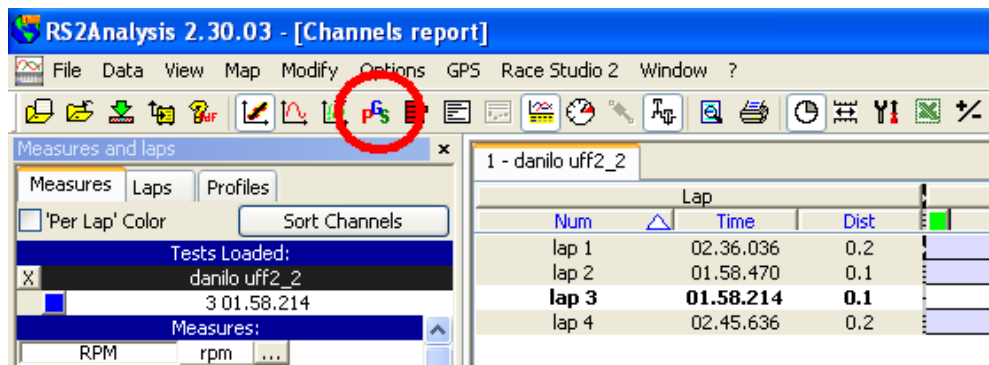 RS2Analysis 2.30.03 - [Channels report]
File Data View Map Modify Options GPS Race Studio 2 Window ?
Measures and laps x
1 - danilo uff2_2
Measures Laps Profiles
Lap
'Per Lap' Color Sort Channels
Num Time Dist
Tests Loaded:
lap 1 02.36.036 0.2
X danilo uff2_2
lap 2 01.58.470 0.1
3 01.58.214
lap 3 01.58.214 0.1
Measures:
lap 4 02.45.636 0.2
RPM rpm ...